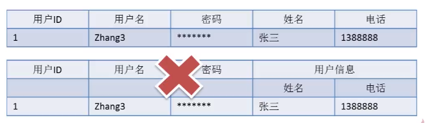 用户ID 用户名 密码 姓名 电话
1 Zhang3 ******* 张三 1388888
用户ID 用户名 密码 用户信息
姓名 电话
1 Zhang3 ******* 张三 1388888